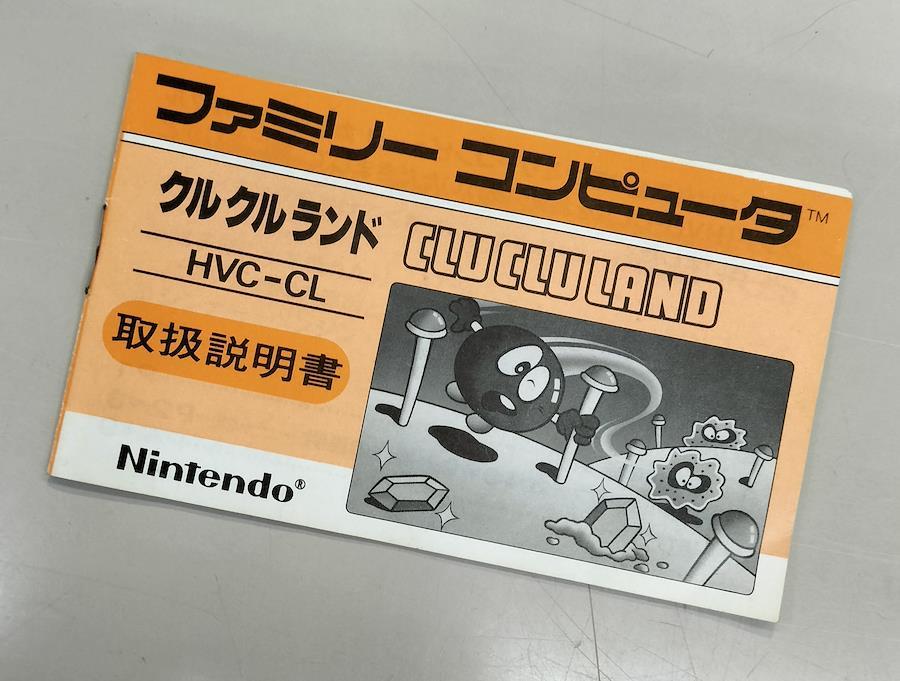 ファミリー コンピュータ™
クルクルランド
HVC-CL
取扱説明書
CLU CLU LAND
Nintendo®